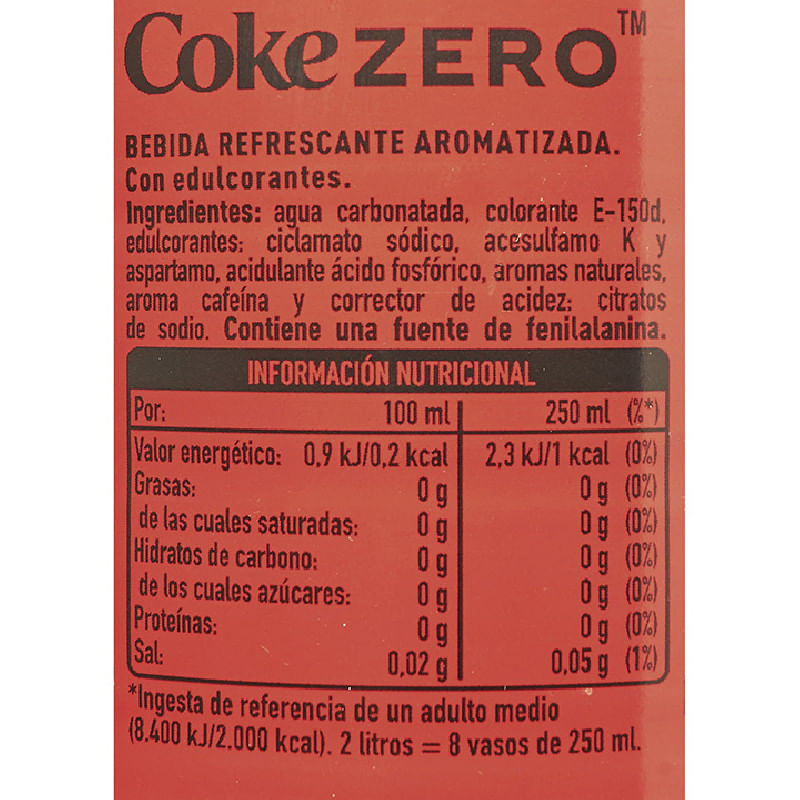 Coke ZERO™
BEBIDA REFRESCANTE AROMATIZADA.
Con edulcorantes.
Ingredientes: agua carbonatada, colorante E-150d,
edulcorantes: ciclamato sódico, acesulfamo K y
aspartamo, acidulante ácido fosfórico, aromas naturales,
aroma cafeína y corrector de acidez: citratos
de sodio. Contiene una fuente de fenilalanina.
INFORMACIÓN NUTRICIONAL
Por: 100 ml 250 ml (%*)
Valor energético: 0,9 kJ/0,2 kcal 2,3 kJ/1 kcal (0%)
Grasas: 0 g 0 g (0%)
de las cuales saturadas: 0 g 0 g (0%)
Hidratos de carbono: 0 g 0 g (0%)
de los cuales azúcares: 0 g 0 g (0%)
Proteínas: 0 g 0 g (0%)
Sal: 0,02 g 0,05 g (1%)
*Ingesta de referencia de un adulto medio
(8.400 kJ/2.000 kcal). 2 litros = 8 vasos de 250 ml.